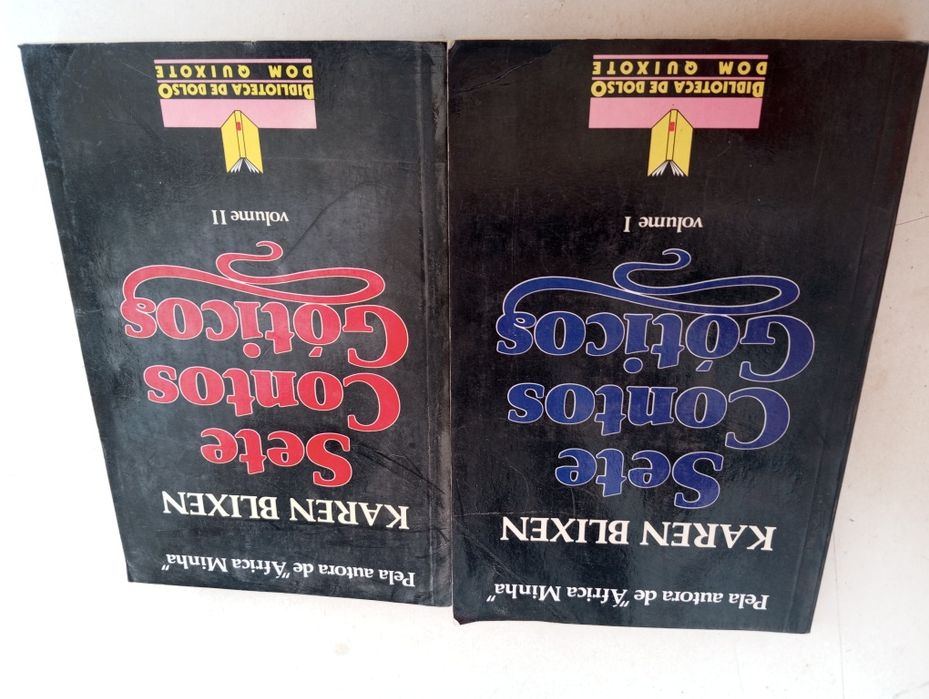 Pela autora de "África Minha"
KAREN BLIXEN
Sete
Contos
Góticos
volume I
BIBLIOTECA DE BOLSO
DOM QUIXOTE
Pela autora de "África Minha"
KAREN BLIXEN
Sete
Contos
Góticos
volume II
BIBLIOTECA DE BOLSO
DOM QUIXOTE